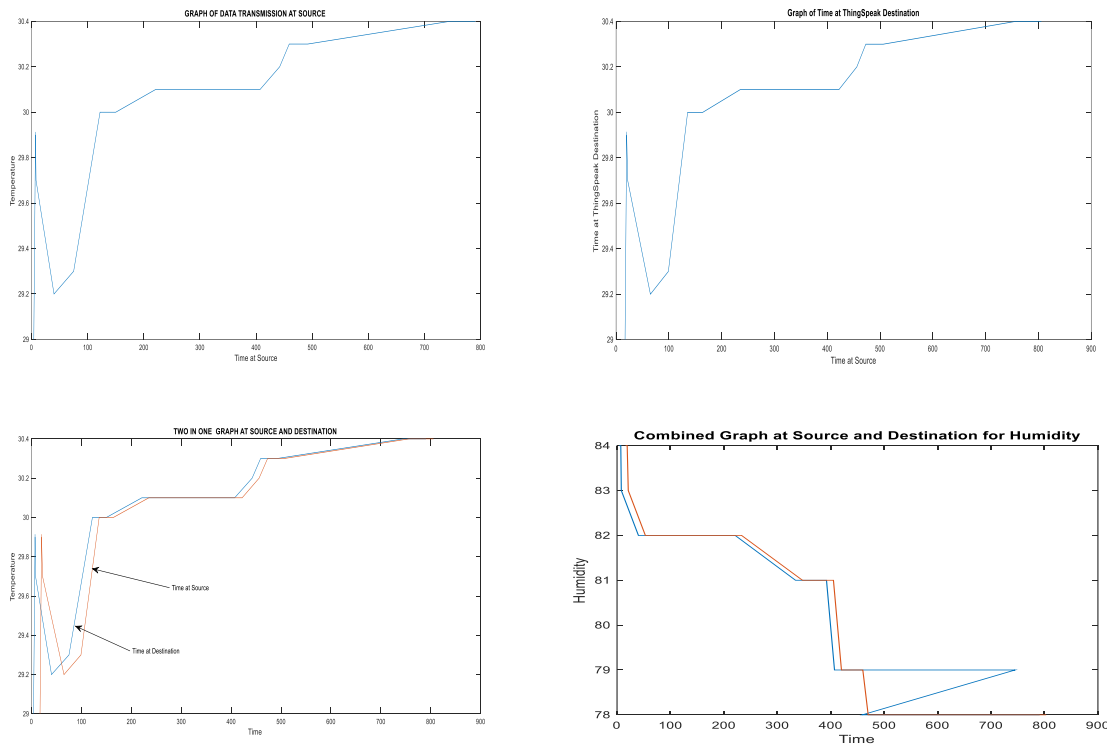 GRAPH OF DATA TRANSMISSION AT SOURCE
30.4
30.2
30
29.8
29.6
29.4
29.2
29
Temperature
0 100 200 300 400 500 600 700 800
Time at Source
Graph of Time at ThingSpeak Destination
30.4
30.2
30
29.8
29.6
29.4
29.2
29
Time at ThingSpeak Destination
0 100 200 300 400 500 600 700 800 900
Time at Source
TWO IN ONE GRAPH AT SOURCE AND DESTINATION
30.4
30.2
30
29.8
29.6
29.4
29.2
29
Temperature
Time at Source
Time at Destination
0 100 200 300 400 500 600 700 800 900
Time
Combined Graph at Source and Destination for Humidity
84
83
82
81
80
79
78
Humidity
0 100 200 300 400 500 600 700 800 900
Time